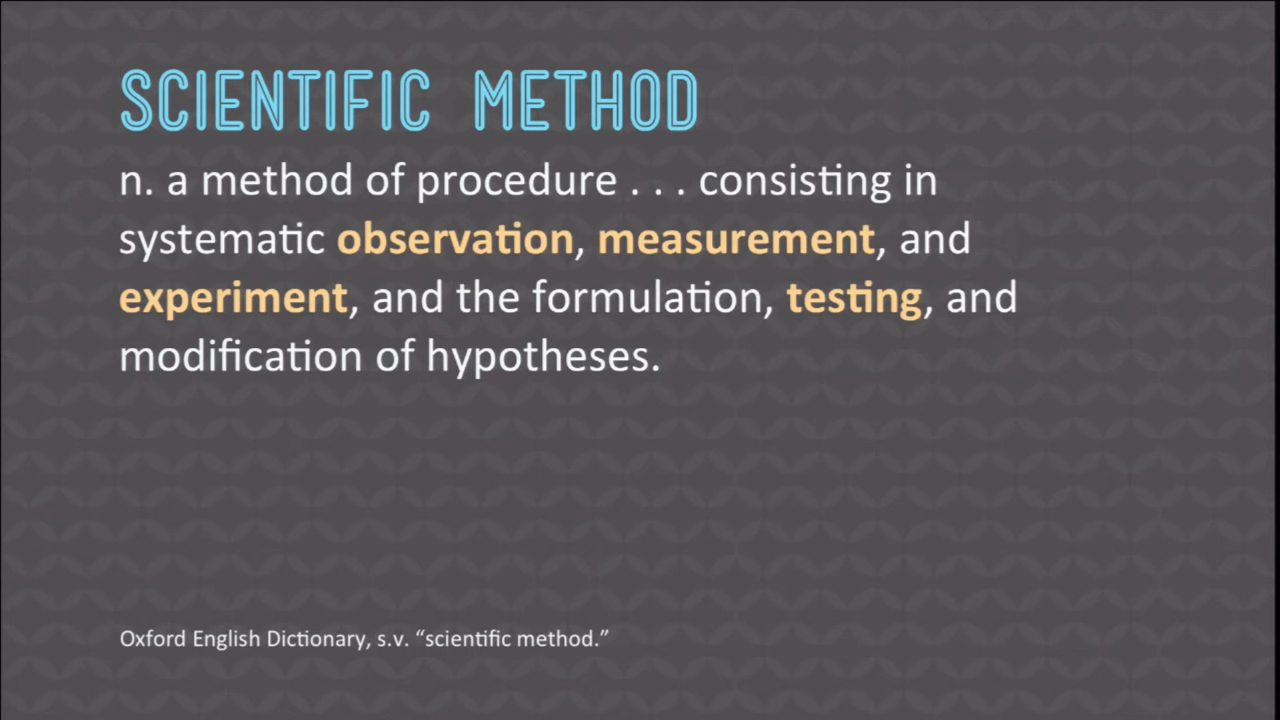 SCIENTIFIC METHOD
n. a method of procedure . . . consisting in
systematic observation, measurement, and
experiment, and the formulation, testing, and
modification of hypotheses.
Oxford English Dictionary, s.v. “scientific method.”